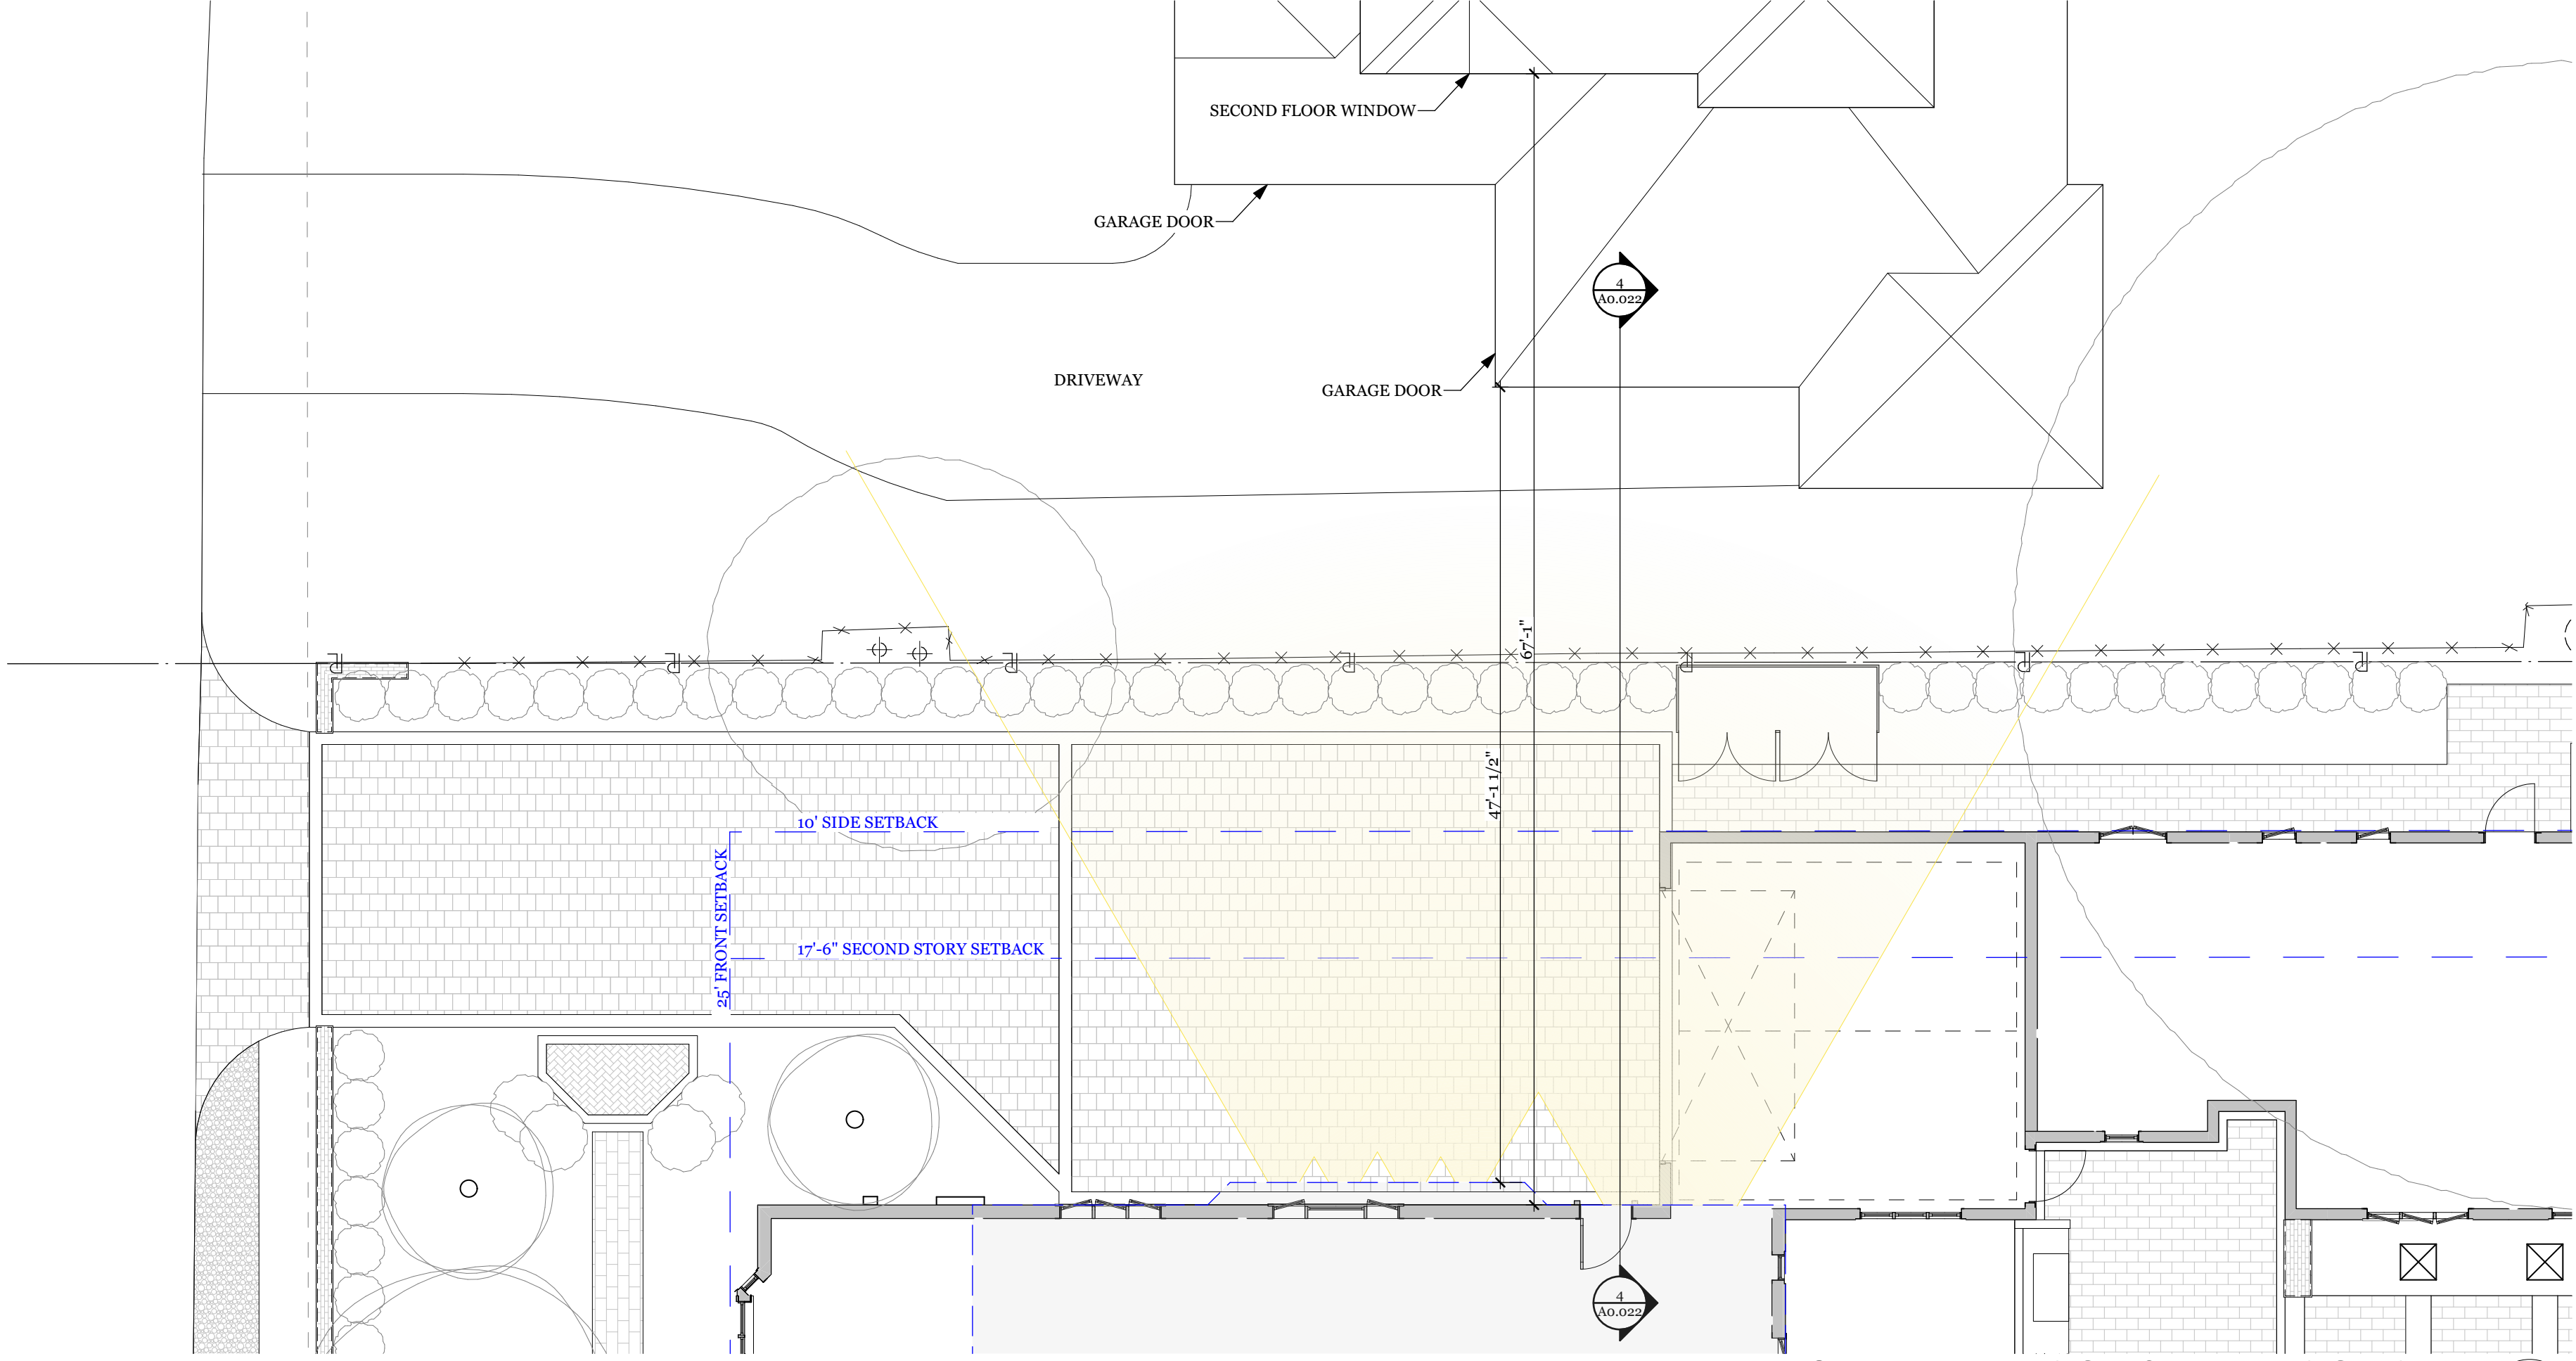 SECOND FLOOR WINDOW
GARAGE DOOR
4
A0.022
DRIVEWAY
GARAGE DOOR
67'-1"
47'-1 1/2"
10' SIDE SETBACK
25' FRONT SETBACK
17'-6" SECOND STORY SETBACK
4
A0.022